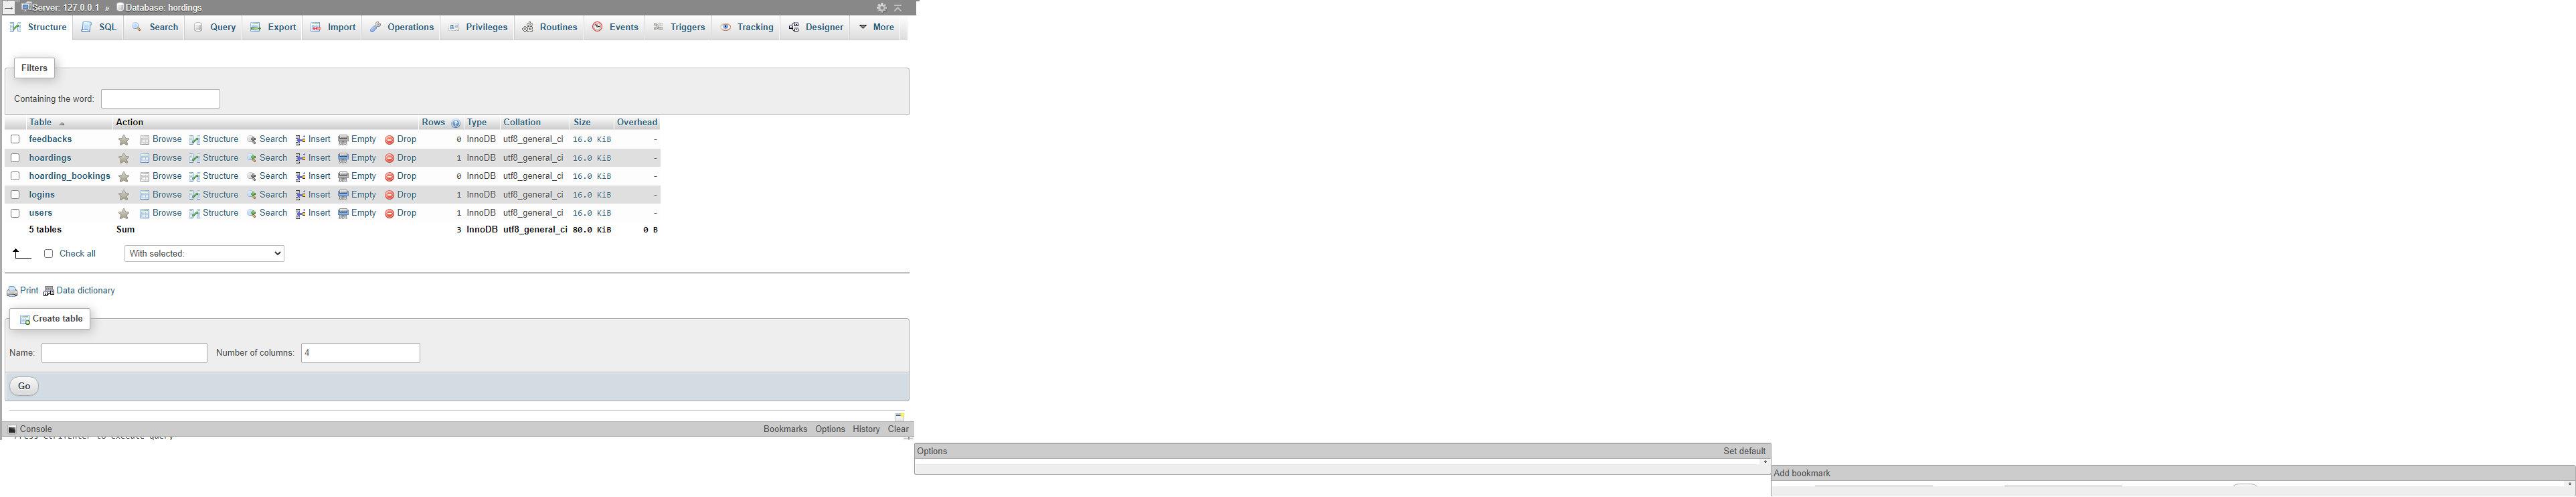 Server: 127.0.0.1 » Database: hordings
Structure SQL Search Query Export Import Operations Privileges Routines Events Triggers Tracking Designer More
Filters
Containing the word:
Table Action Rows Type Collation Size Overhead
feedbacks Browse Structure Search Insert Empty Drop 0 InnoDB utf8_general_ci 16.0 KiB -
hoardings Browse Structure Search Insert Empty Drop 1 InnoDB utf8_general_ci 16.0 KiB -
hoarding_bookings Browse Structure Search Insert Empty Drop 0 InnoDB utf8_general_ci 16.0 KiB -
logins Browse Structure Search Insert Empty Drop 1 InnoDB utf8_general_ci 16.0 KiB -
users Browse Structure Search Insert Empty Drop 1 InnoDB utf8_general_ci 16.0 KiB -
5 tables Sum 3 InnoDB utf8_general_ci 80.0 KiB 0 B
Check all With selected:
Print Data dictionary
Create table
Name: Number of columns: 4
Go
Console Bookmarks Options History Clear
Press Ctrl+Enter to execute query
Options Set default
Add bookmark